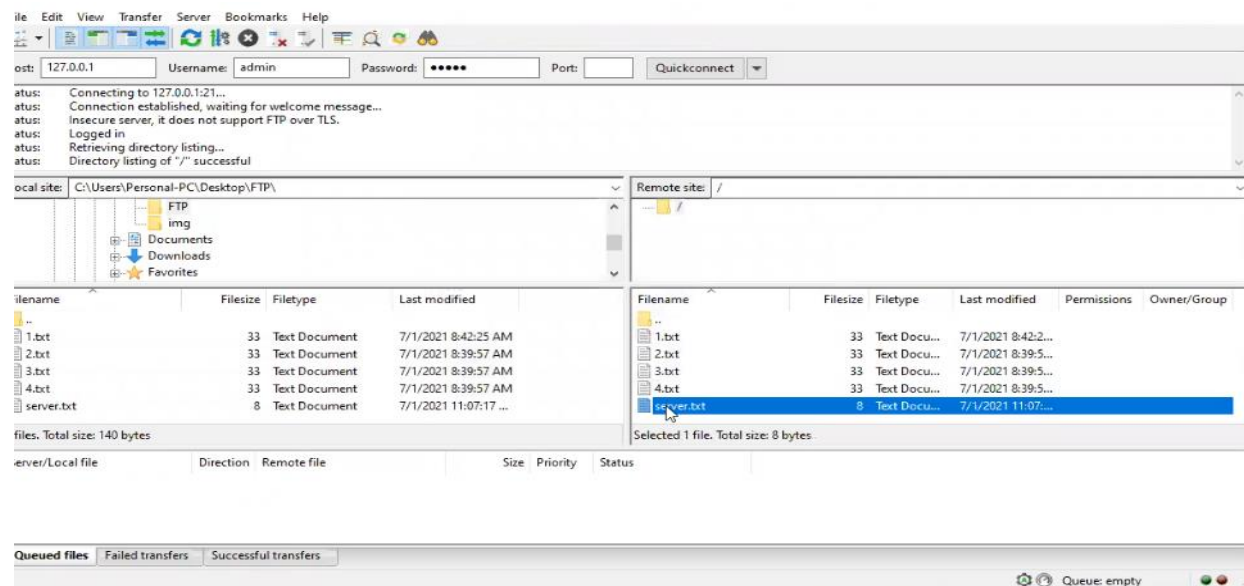 ile Edit View Transfer Server Bookmarks Help
ost: 127.0.0.1 Username: admin Password: ●●●●● Port: Quickconnect
atus: Connecting to 127.0.0.1:21...
atus: Connection established, waiting for welcome message...
atus: Insecure server, it does not support FTP over TLS.
atus: Logged in
atus: Retrieving directory listing...
atus: Directory listing of "/" successful
ocal site: C:\Users\Personal-PC\Desktop\FTP\ Remote site: /
FTP /
img
Documents
Downloads
Favorites
ilename Filesize Filetype Last modified Filename Filesize Filetype Last modified Permissions Owner/Group
.. ..
1.txt 33 Text Document 7/1/2021 8:42:25 AM 1.txt 33 Text Docu... 7/1/2021 8:42:2...
2.txt 33 Text Document 7/1/2021 8:39:57 AM 2.txt 33 Text Docu... 7/1/2021 8:39:5...
3.txt 33 Text Document 7/1/2021 8:39:57 AM 3.txt 33 Text Docu... 7/1/2021 8:39:5...
4.txt 33 Text Document 7/1/2021 8:39:57 AM 4.txt 33 Text Docu... 7/1/2021 8:39:5...
server.txt 8 Text Document 7/1/2021 11:07:17 ... server.txt 8 Text Docu... 7/1/2021 11:07:...
files. Total size: 140 bytes Selected 1 file. Total size: 8 bytes
erver/Local file Direction Remote file Size Priority Status
Queued files Failed transfers Successful transfers
Queue: empty